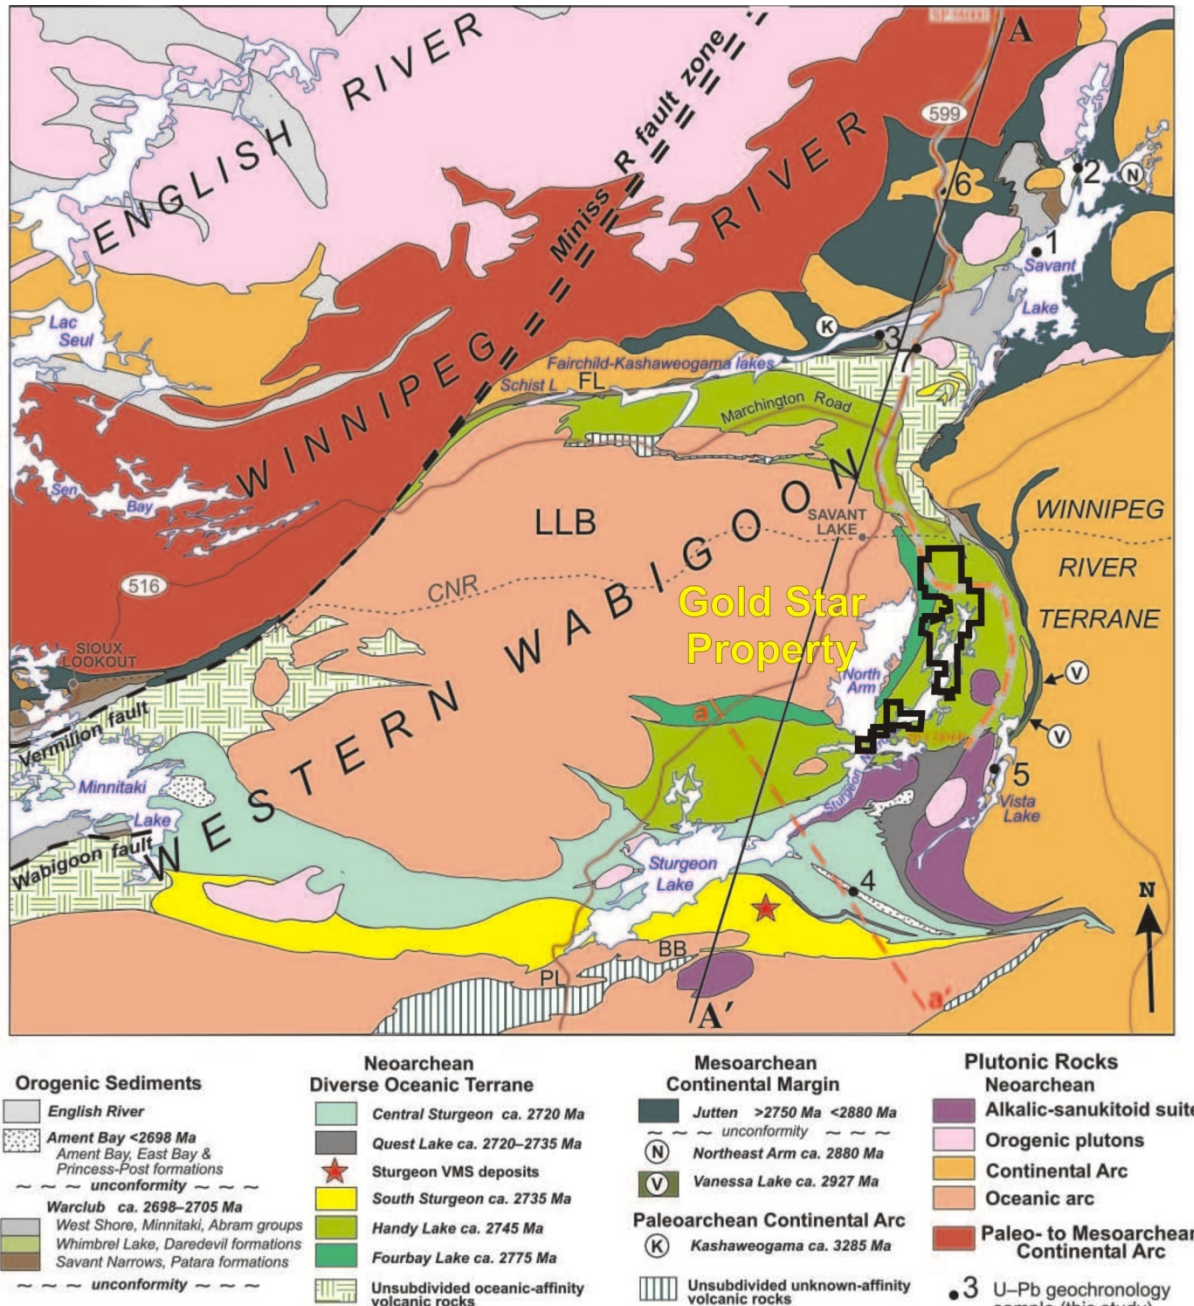 A
599
ENGLISH RIVER
Miniss R fault zone
WINNIPEG RIVER
6
2
N
1
Savant
Lake
K
3
7
Lac
Seul
Fairchild-Kashaweogama lakes
Schist L
FL
Marchington Road
Sen
Bay
LLB
SAVANT
LAKE
WINNIPEG
RIVER
TERRANE
516
CNR
WESTERN WABIGOON
Gold Star
Property
SIOUX
LOOKOUT
North
Arm
V
V
a
Vermilion fault
Minnitaki
Lake
Sturgeon
5
Vista
Lake
Wabigoon fault
Sturgeon
Lake
4
N
BB
PL
a'
A'
Orogenic Sediments
English River
Ament Bay <2698 Ma
Ament Bay, East Bay &
Princess-Post formations
unconformity
Warclub ca. 2698–2705 Ma
West Shore, Minnitaki, Abram groups
Whimbrel Lake, Daredevil formations
Savant Narrows, Patara formations
unconformity
Neoarchean
Diverse Oceanic Terrane
Central Sturgeon ca. 2720 Ma
Quest Lake ca. 2720–2735 Ma
Sturgeon VMS deposits
South Sturgeon ca. 2735 Ma
Handy Lake ca. 2745 Ma
Fourbay Lake ca. 2775 Ma
Unsubdivided oceanic-affinity
volcanic rocks
Mesoarchean
Continental Margin
Jutten >2750 Ma <2880 Ma
unconformity
N Northeast Arm ca. 2880 Ma
V Vanessa Lake ca. 2927 Ma
Paleoarchean Continental Arc
K Kashaweogama ca. 3285 Ma
Unsubdivided unknown-affinity
volcanic rocks
Plutonic Rocks
Neoarchean
Alkalic-sanukitoid suite
Orogenic plutons
Continental Arc
Oceanic arc
Paleo- to Mesoarchean
Continental Arc
3 U–Pb geochronology